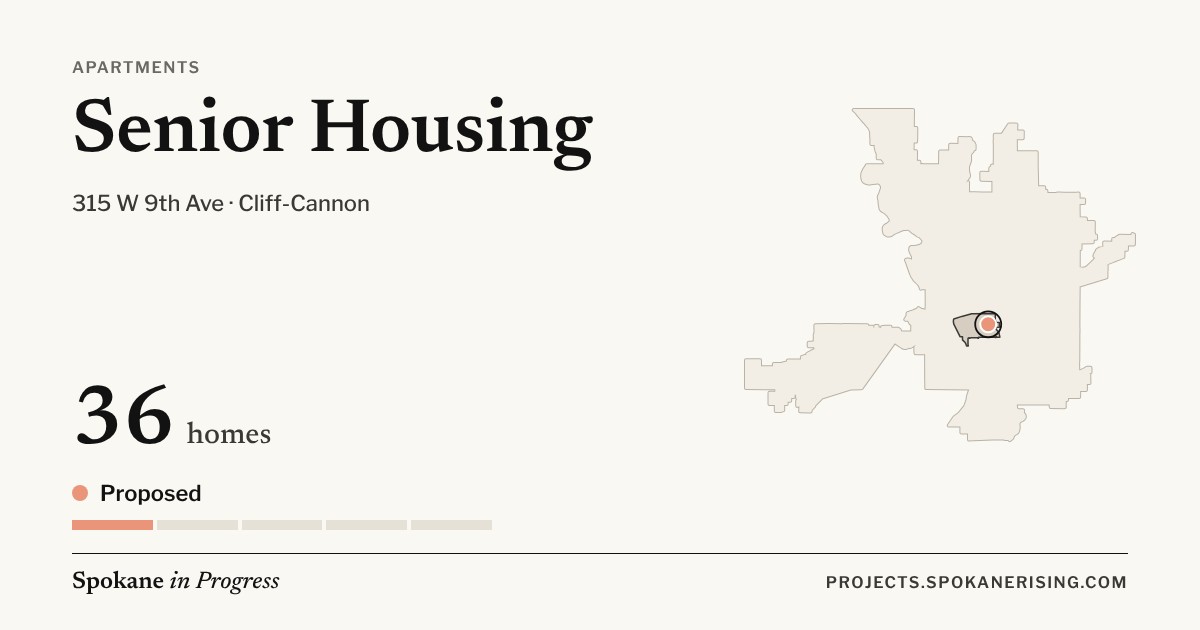 APARTMENTS
Senior Housing
315 W 9th Ave · Cliff-Cannon
36 homes
Proposed
Spokane in Progress
PROJECTS.SPOKANERISING.COM